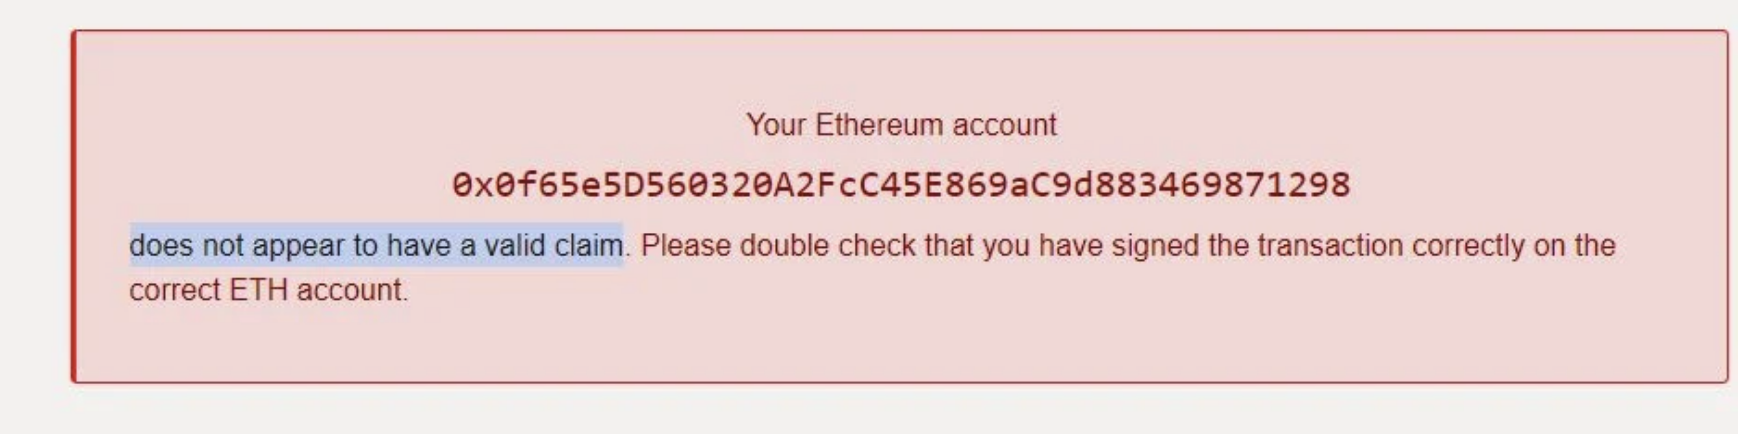 Your Ethereum account
0x0f65e5D560320A2FcC45E869aC9d883469871298
does not appear to have a valid claim. Please double check that you have signed the transaction correctly on the
correct ETH account.